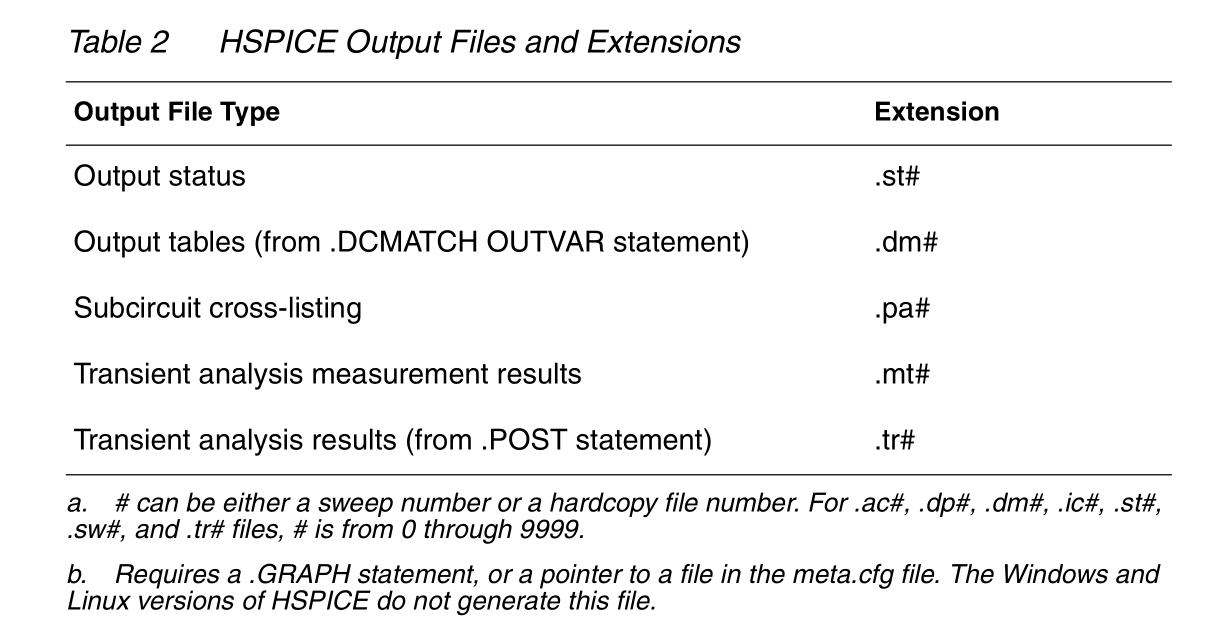 Table 2 HSPICE Output Files and Extensions
Output File Type Extension
Output status .st#
Output tables (from .DCMATCH OUTVAR statement) .dm#
Subcircuit cross-listing .pa#
Transient analysis measurement results .mt#
Transient analysis results (from .POST statement) .tr#
a. # can be either a sweep number or a hardcopy file number. For .ac#, .dp#, .dm#, .ic#, .st#,
.sw#, and .tr# files, # is from 0 through 9999.
b. Requires a .GRAPH statement, or a pointer to a file in the meta.cfg file. The Windows and
Linux versions of HSPICE do not generate this file.